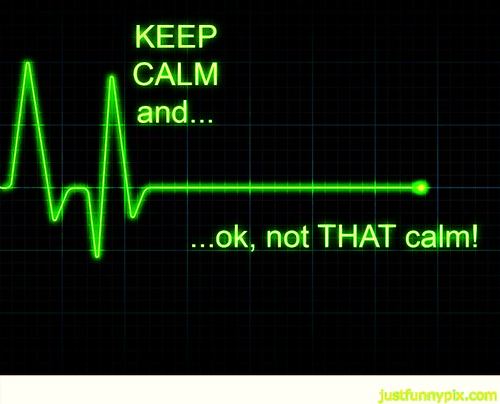 KEEP
CALM
and...
...ok, not THAT calm!
justfunnypix.com